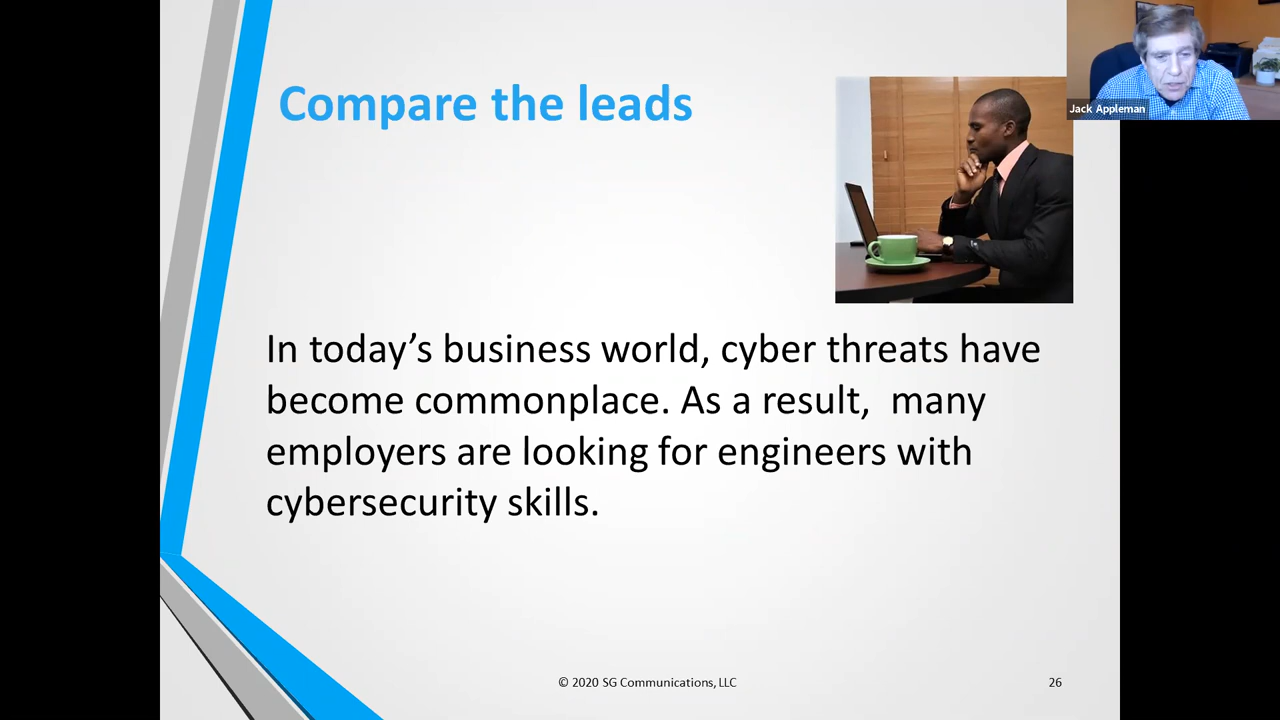 Compare the leads
Jack Appleman
In today’s business world, cyber threats have
become commonplace. As a result,  many
employers are looking for engineers with
cybersecurity skills.
© 2020 SG Communications, LLC
26